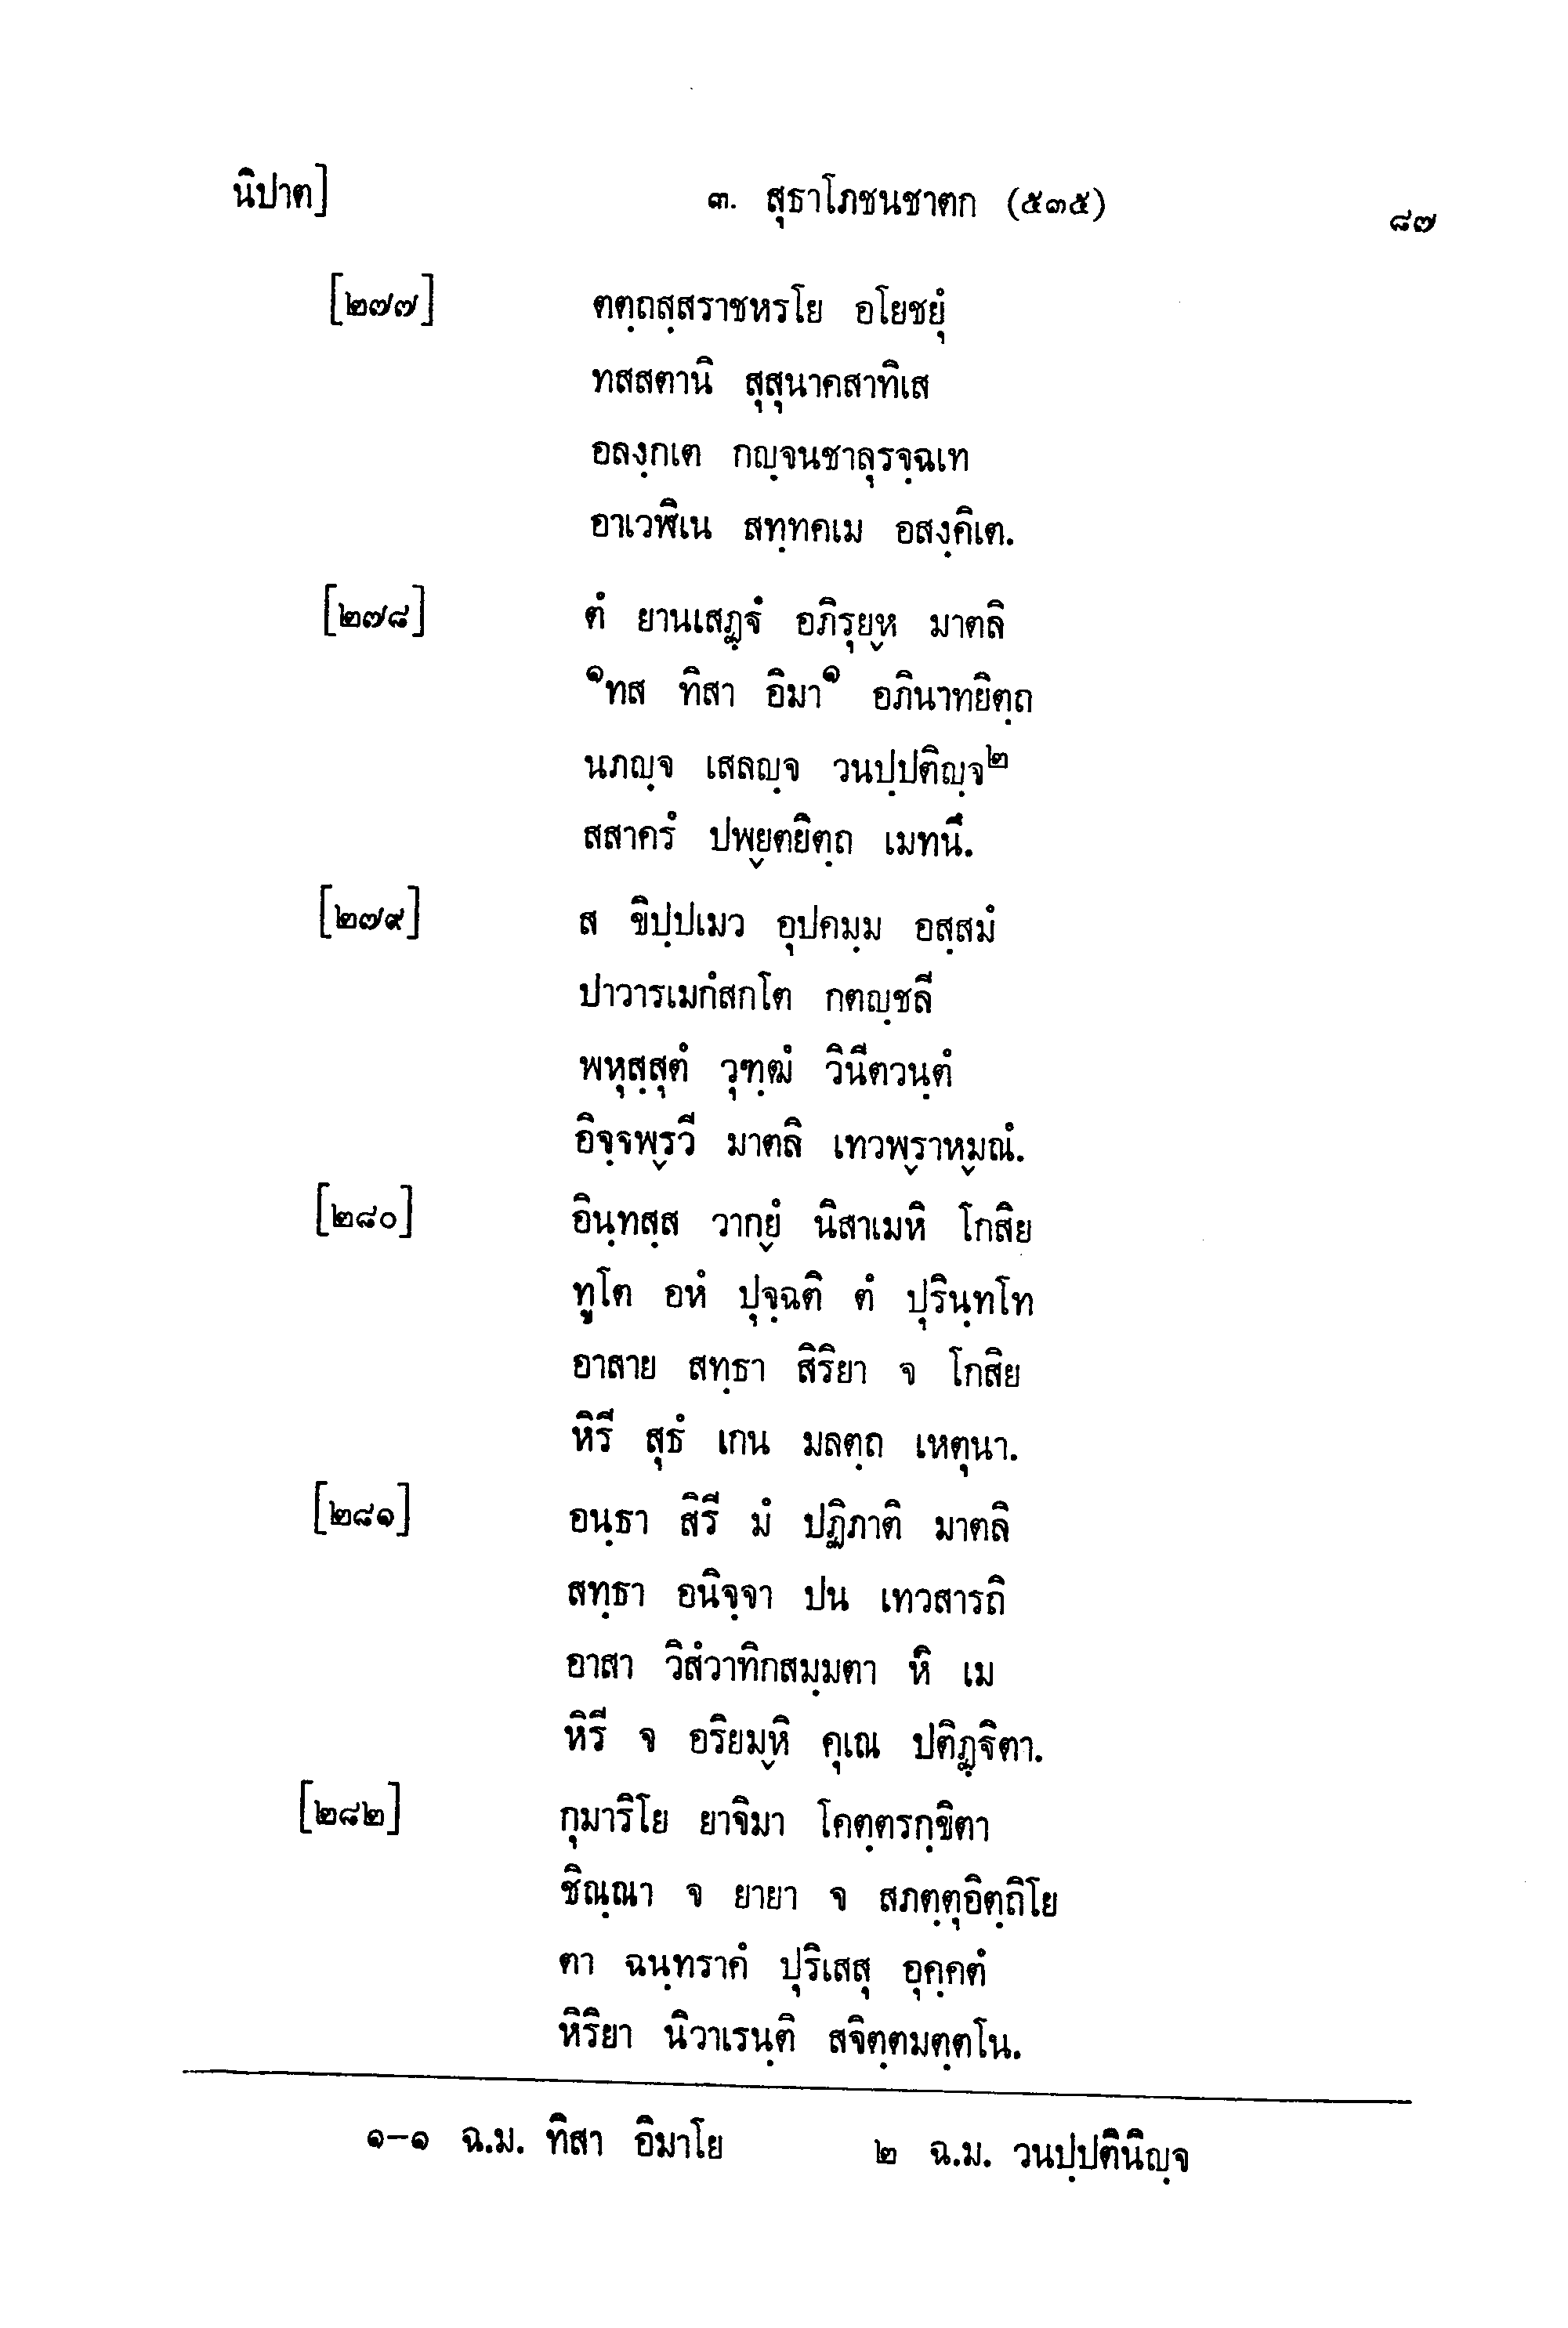 นิปาต] ๓. สุธาโภชนชาตก (๕๓๕) ๘๗
[๒๗๗] ตตฺถสฺสราชหรโย อโยชยุํ
ทสสตานิ สุสุนาคสาทิเส
อลงฺกเต กญฺจนชาลุรจฺฉเท
อาเวฬิเน สทฺทคเม อสงฺคิเต.
[๒๗๘] ตํ ยานเสฏฺฐํ อภิรุยฺห มาตลิ
๑ทส ทิสา อิมา๑ อภินาทยิตฺถ
นภญฺจ เสลญฺจ วนปฺปติญฺจ๒
สสาครํ ปพฺยตยิตฺถ เมทนึ.
[๒๗๙] ส ขิปฺปเมว อุปคมฺม อสฺสมํ
ปาวารเมกํสกโต กตญฺชลี
พหุสฺสุตํ วุฑฺฒํ วินีตวนฺตํ
อิจฺจพฺรวี มาตลิ เทวพฺราหฺมณํ.
[๒๘๐] อินฺทสฺส วากฺยํ นิสาเมหิ โกสิย
ทูโต อหํ ปุจฺฉติ ตํ ปุรินฺทโท
อาสาย สทฺธา สิริยา จ โกสิย
หิรี สุธํ เกน มลตฺถ เหตุนา.
[๒๘๑] อนฺธา สิรี มํ ปฏิภาติ มาตลิ
สทฺธา อนิจฺจา ปน เทวสารถิ
อาสา วิสํวาทิกสมฺมตา หิ เม
หิรี จ อริยมฺหิ คุเณ ปติฏฺฐิตา.
[๒๘๒] กุมาริโย ยาจิมา โคตฺตรกฺขิตา
ชิณฺณา จ ยายา จ สภตฺตุอิตฺถิโย
ตา ฉนฺทราคํ ปุริเสสุ อุคฺคตํ
หิริยา นิวาเรนฺติ สจิตฺตมตฺตโน.
๑-๑ ฉ.ม. ทิสา อิมาโย ๒ ฉ.ม. วนปฺปตินิญฺจ